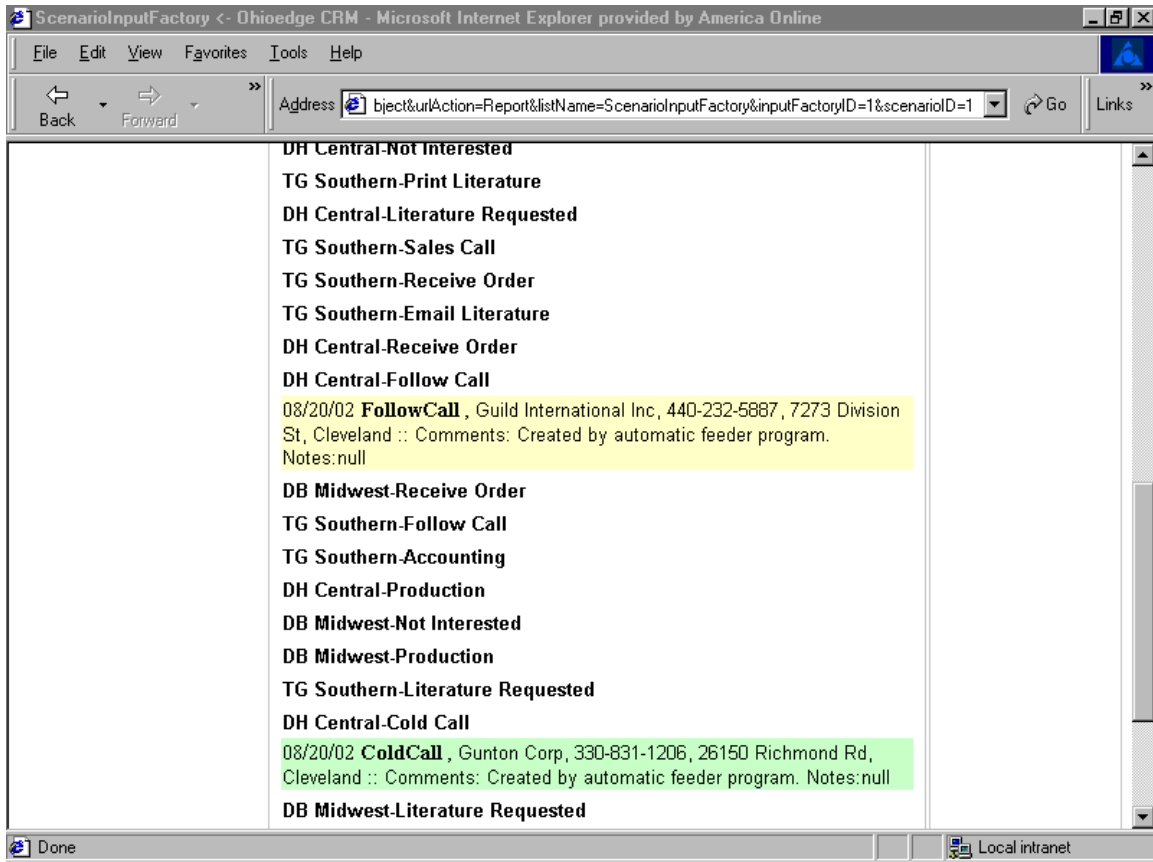 ScenarioInputFactory <- Ohioedge CRM - Microsoft Internet Explorer provided by America Online
File Edit View Favorites Tools Help
Back Forward » Address bject&urlAction=Report&listName=ScenarioInputFactory&inputFactoryID=1&scenarioID=1 Go Links »
DH Central-Not Interested
TG Southern-Print Literature
DH Central-Literature Requested
TG Southern-Sales Call
TG Southern-Receive Order
TG Southern-Email Literature
DH Central-Receive Order
DH Central-Follow Call
08/20/02 FollowCall , Guild International Inc, 440-232-5887, 7273 Division
St, Cleveland :: Comments: Created by automatic feeder program.
Notes:null
DB Midwest-Receive Order
TG Southern-Follow Call
TG Southern-Accounting
DH Central-Production
DB Midwest-Not Interested
DB Midwest-Production
TG Southern-Literature Requested
DH Central-Cold Call
08/20/02 ColdCall , Gunton Corp, 330-831-1206, 26150 Richmond Rd,
Cleveland :: Comments: Created by automatic feeder program. Notes:null
DB Midwest-Literature Requested
Done Local intranet